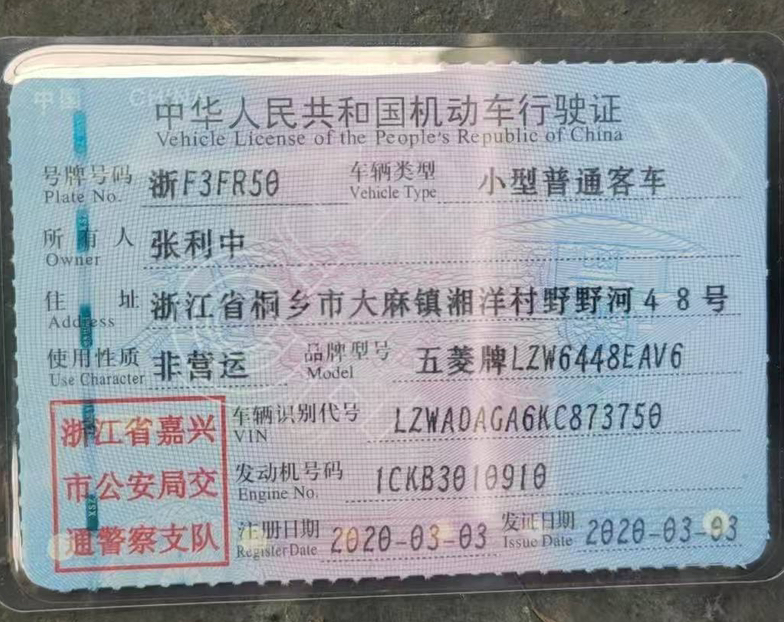 中国 CHINA
中华人民共和国机动车行驶证
Vehicle License of the People's Republic of China
号牌号码 浙F3FR50 车辆类型 小型普通客车
Plate No. Vehicle Type
所有人 张利中
Owner
住址 浙江省桐乡市大麻镇湘洋村野野河48号
Address
使用性质 非营运 品牌型号 五菱牌LZW6448EAV6
Use Character Model
浙江省嘉兴
市公安局交
通警察支队
车辆识别代号 LZWADAGA6KC873750
VIN
发动机号码 1CKB3010910
Engine No.
注册日期 2020-03-03 发证日期 2020-03-03
Register Date Issue Date